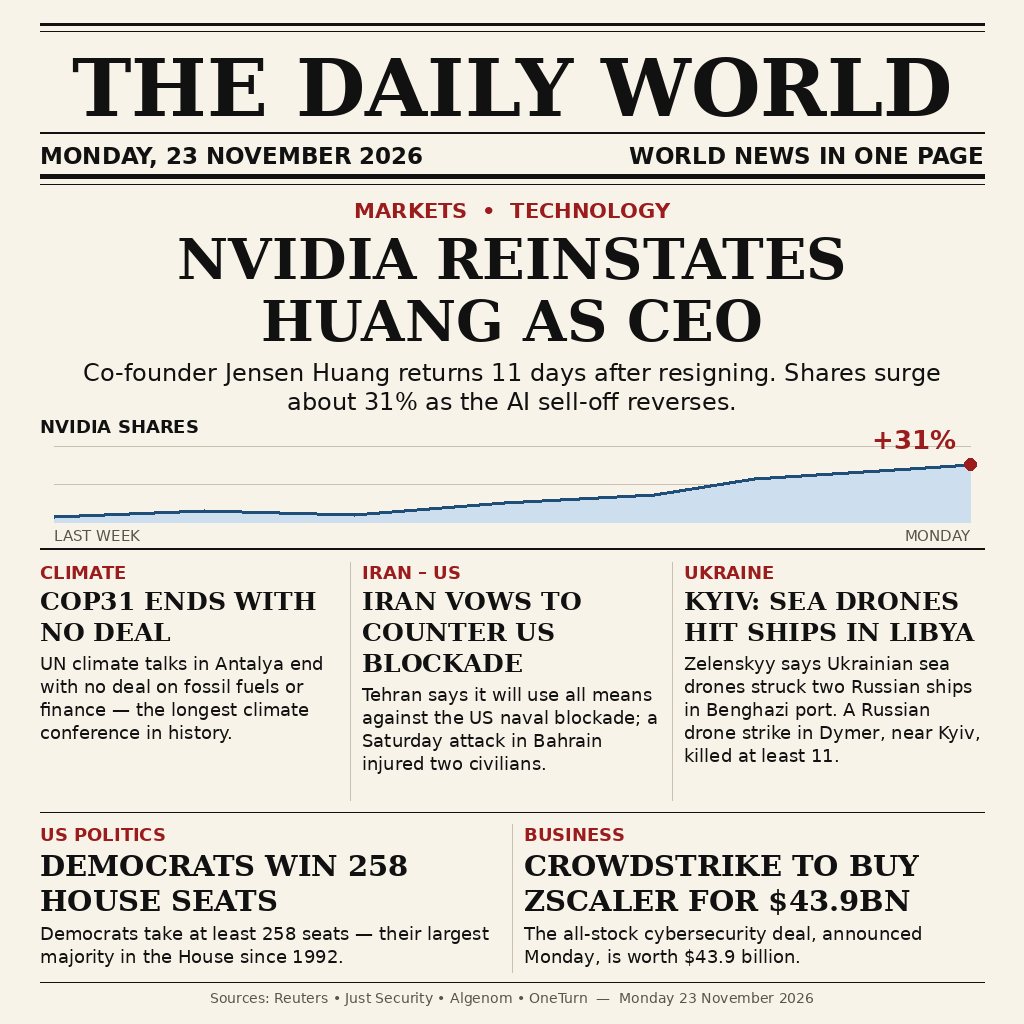 THE DAILY WORLD
MONDAY, 23 NOVEMBER 2026
WORLD NEWS IN ONE PAGE
MARKETS • TECHNOLOGY
NVIDIA REINSTATES
HUANG AS CEO
Co-founder Jensen Huang returns 11 days after resigning. Shares surge
about 31% as the AI sell-off reverses.
NVIDIA SHARES
+31%
LAST WEEK
MONDAY
CLIMATE
COP31 ENDS WITH
NO DEAL
UN climate talks in Antalya end
with no deal on fossil fuels or
finance — the longest climate
conference in history.
IRAN – US
IRAN VOWS TO
COUNTER US
BLOCKADE
Tehran says it will use all means
against the US naval blockade; a
Saturday attack in Bahrain
injured two civilians.
UKRAINE
KYIV: SEA DRONES
HIT SHIPS IN LIBYA
Zelenskyy says Ukrainian sea
drones struck two Russian ships
in Benghazi port. A Russian
drone strike in Dymer, near Kyiv,
killed at least 11.
US POLITICS
DEMOCRATS WIN 258
HOUSE SEATS
Democrats take at least 258 seats — their largest
majority in the House since 1992.
BUSINESS
CROWDSTRIKE TO BUY
ZSCALER FOR $43.9BN
The all-stock cybersecurity deal, announced
Monday, is worth $43.9 billion.
Sources: Reuters • Just Security • Algenom • OneTurn — Monday 23 November 2026